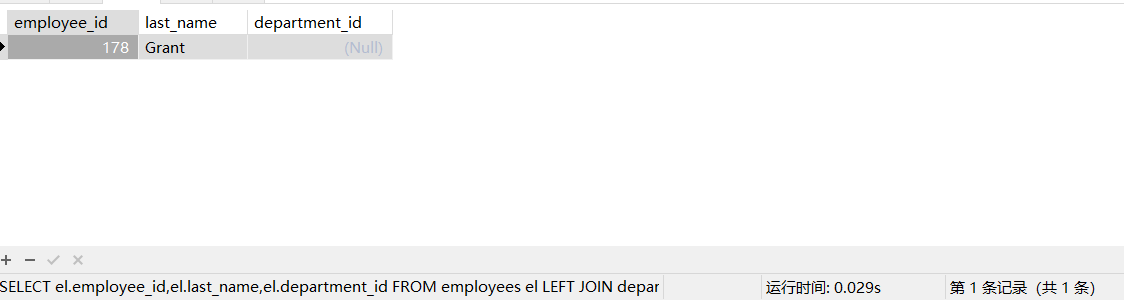 employee_id last_name department_id
178 Grant (Null)
SELECT el.employee_id,el.last_name,el.department_id FROM employees el LEFT JOIN depar 运行时间: 0.029s 第 1 条记录 (共 1 条)